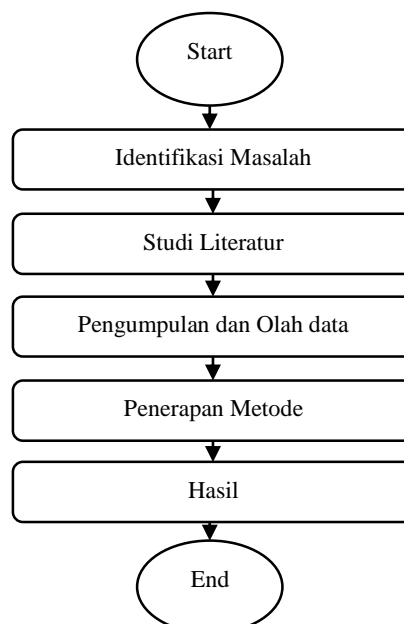 Start
Identifikasi Masalah
Studi Literatur
Pengumpulan dan Olah data
Penerapan Metode
Hasil
End